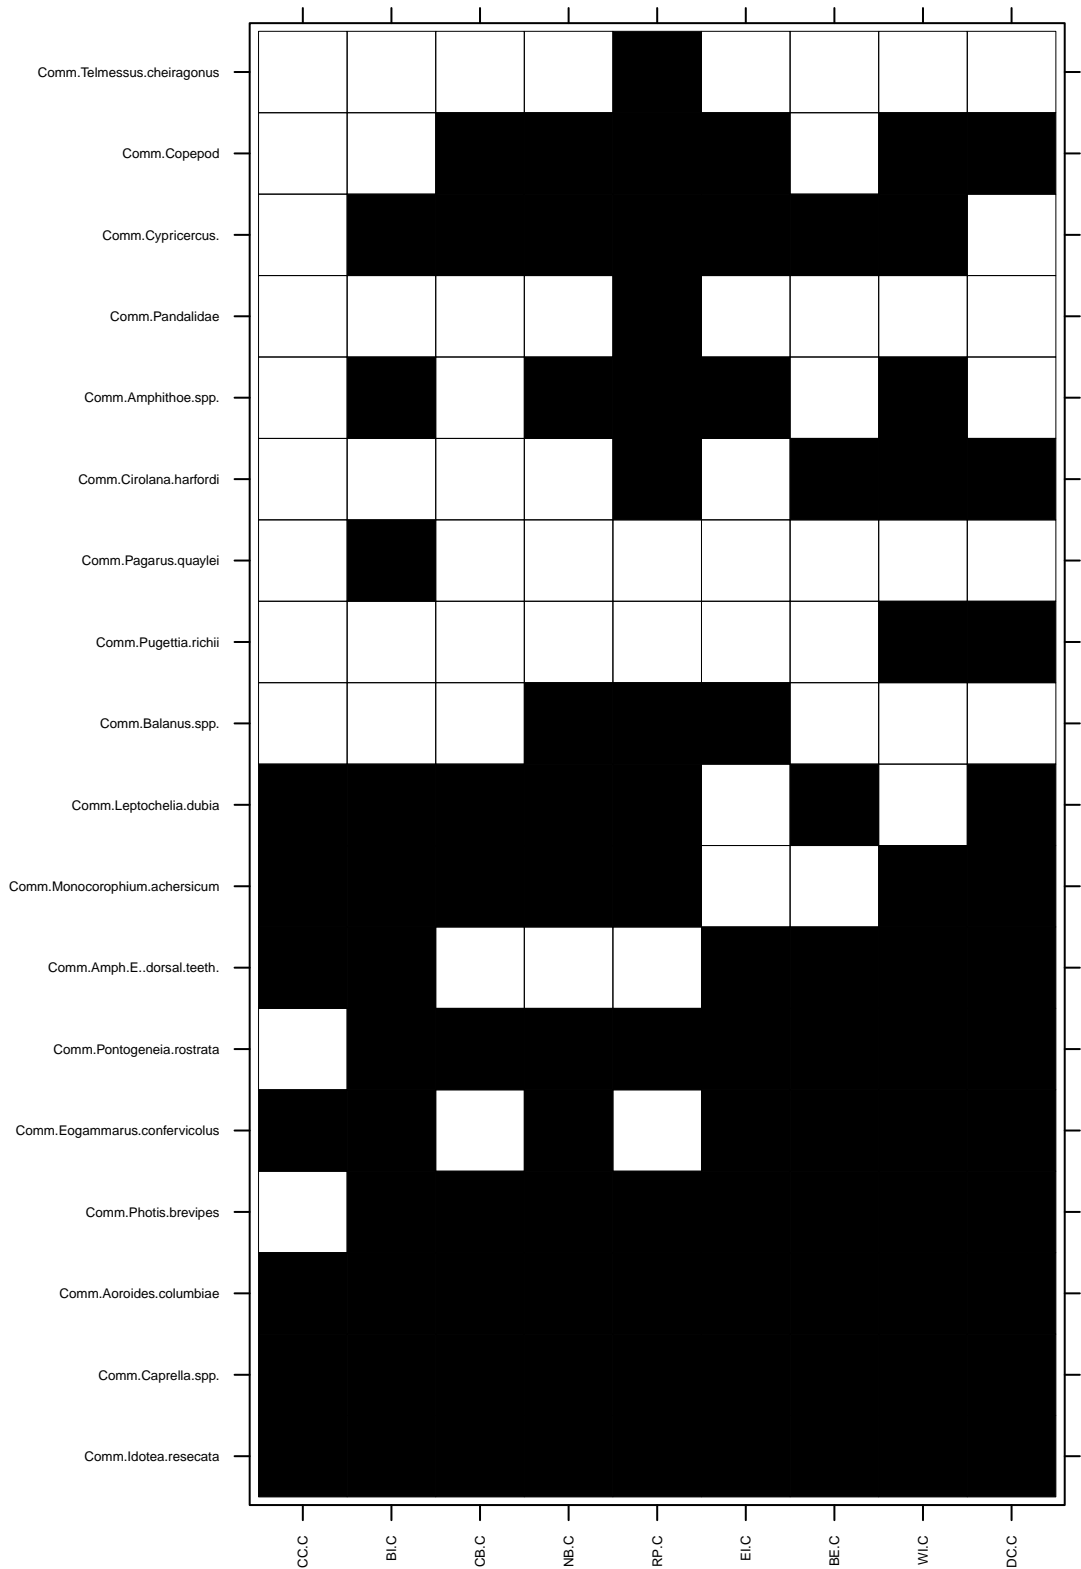 Comm.Telmessus.cheiragonus
Comm.Copepod
Comm.Cypricercus.
Comm.Pandalidae
Comm.Amphithoe.spp.
Comm.Cirolana.harfordi
Comm.Pagarus.quaylei
Comm.Pugettia.richii
Comm.Balanus.spp.
Comm.Leptochelia.dubia
Comm.Monocorophium.achersicum
Comm.Amph.E..dorsal.teeth.
Comm.Pontogeneia.rostrata
Comm.Eogammarus.confervicolus
Comm.Photis.brevipes
Comm.Aoroides.columbiae
Comm.Caprella.spp.
Comm.Idotea.resecata
CC.C
BI.C
CB.C
NB.C
RP.C
EI.C
BE.C
WI.C
DC.C